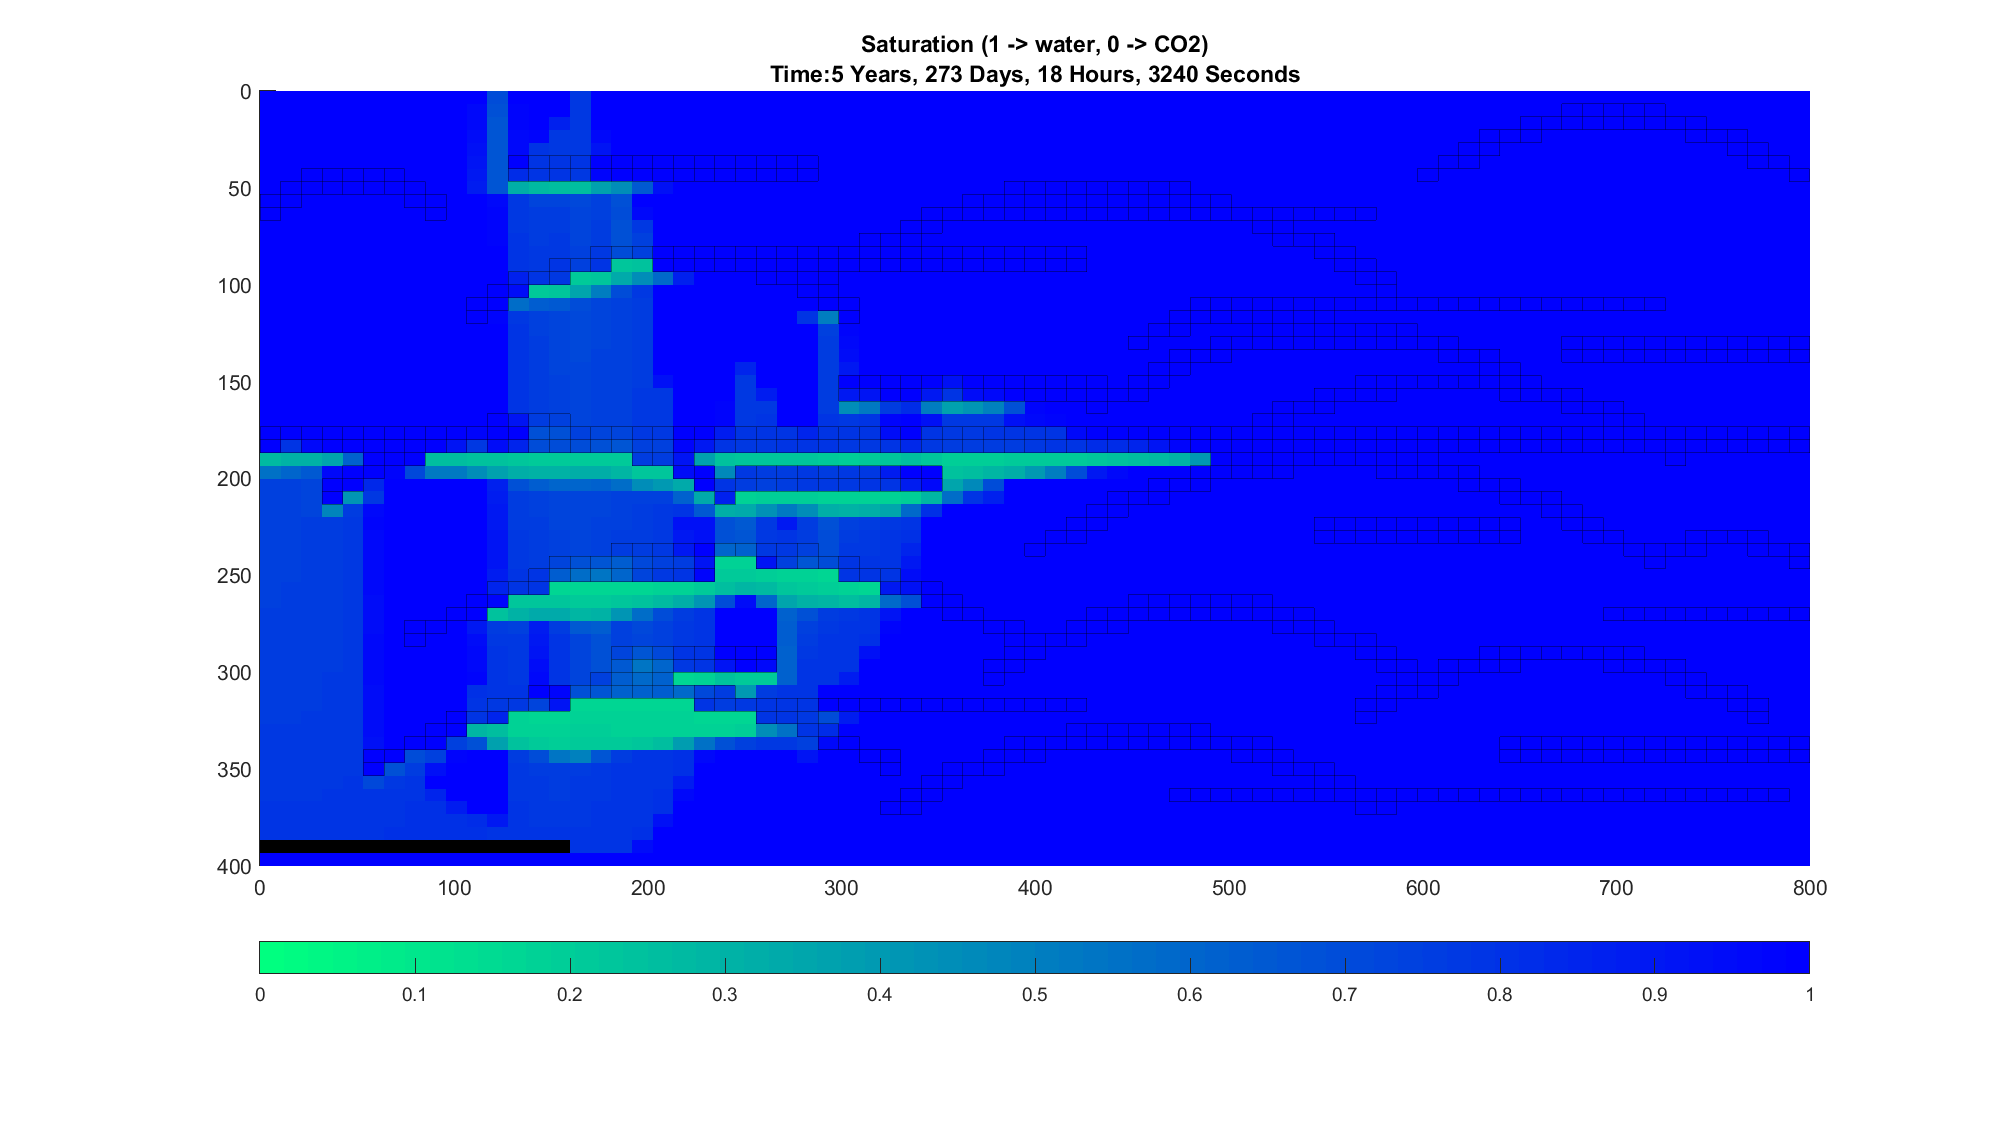 Saturation (1 -> water, 0 -> CO2)
Time:5 Years, 273 Days, 18 Hours, 3240 Seconds
0
50
100
150
200
250
300
350
400
0 100 200 300 400 500 600 700 800
0 0.1 0.2 0.3 0.4 0.5 0.6 0.7 0.8 0.9 1